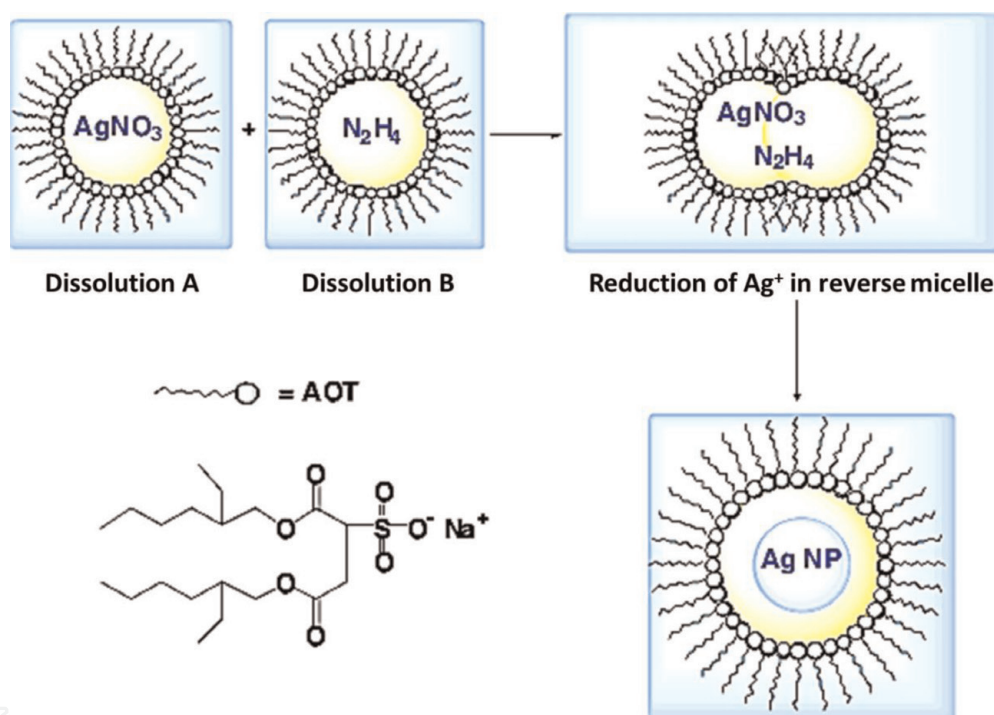 AgNO₃
+
N₂H₄
AgNO₃
N₂H₄
Dissolution A
Dissolution B
Reduction of Ag⁺ in reverse micelle
= AOT
O
O
O
S
O⁻ Na⁺
O
O
O
Ag NP